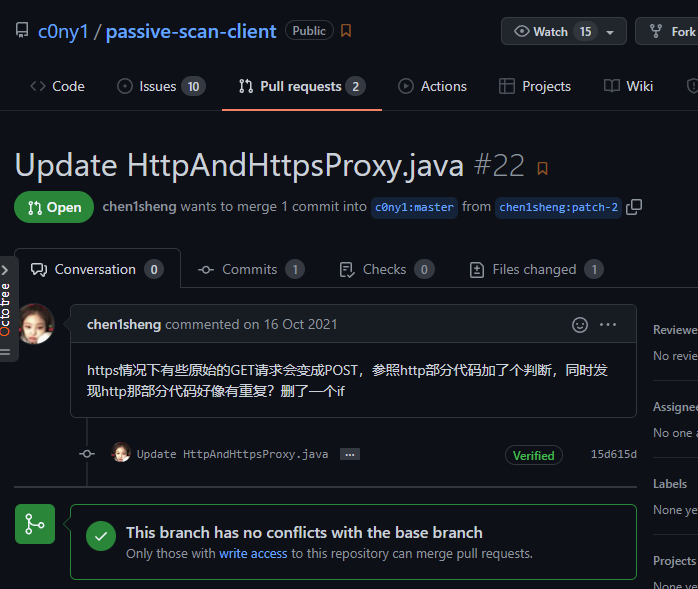 c0ny1 / passive-scan-client Public
Watch 15
Fork
Code
Issues 10
Pull requests 2
Actions
Projects
Wiki
Update HttpAndHttpsProxy.java #22
Open
chen1sheng wants to merge 1 commit into c0ny1:master from chen1sheng:patch-2
Conversation 0
Commits 1
Checks 0
Files changed 1
Octotree
chen1sheng commented on 16 Oct 2021
https情况下有些原始的GET请求会变成POST，参照http部分代码加了个判断，同时发
现http那部分代码好像有重复？删了一个if
Update HttpAndHttpsProxy.java ...
Verified
15d615d
This branch has no conflicts with the base branch
Only those with write access to this repository can merge pull requests.
Reviewe
No revie
Assignee
No one a
Labels
None ye
Projects
None ye